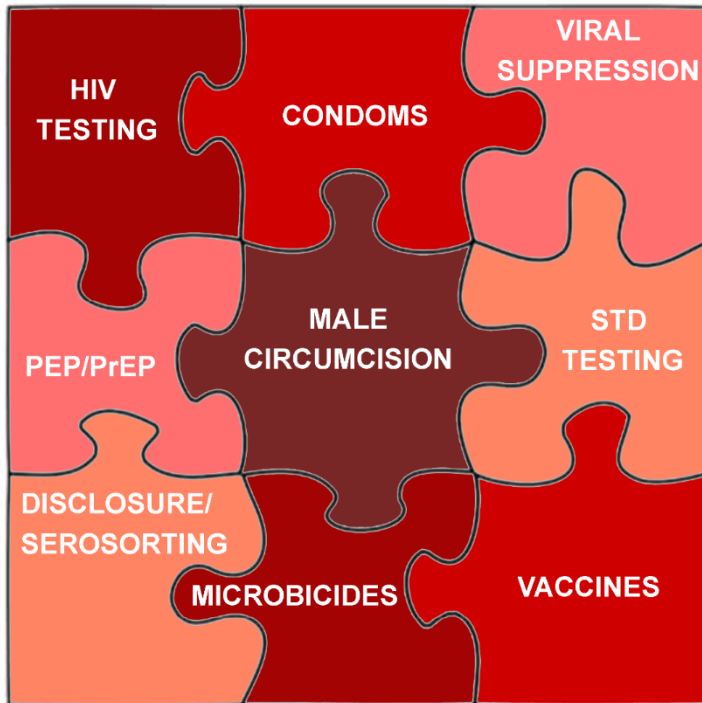 HIV
TESTING
CONDOMS
VIRAL
SUPPRESSION
PEP/PrEP
MALE
CIRCUMCISION
STD
TESTING
DISCLOSURE/
SEROSORTING
MICROBICIDES
VACCINES